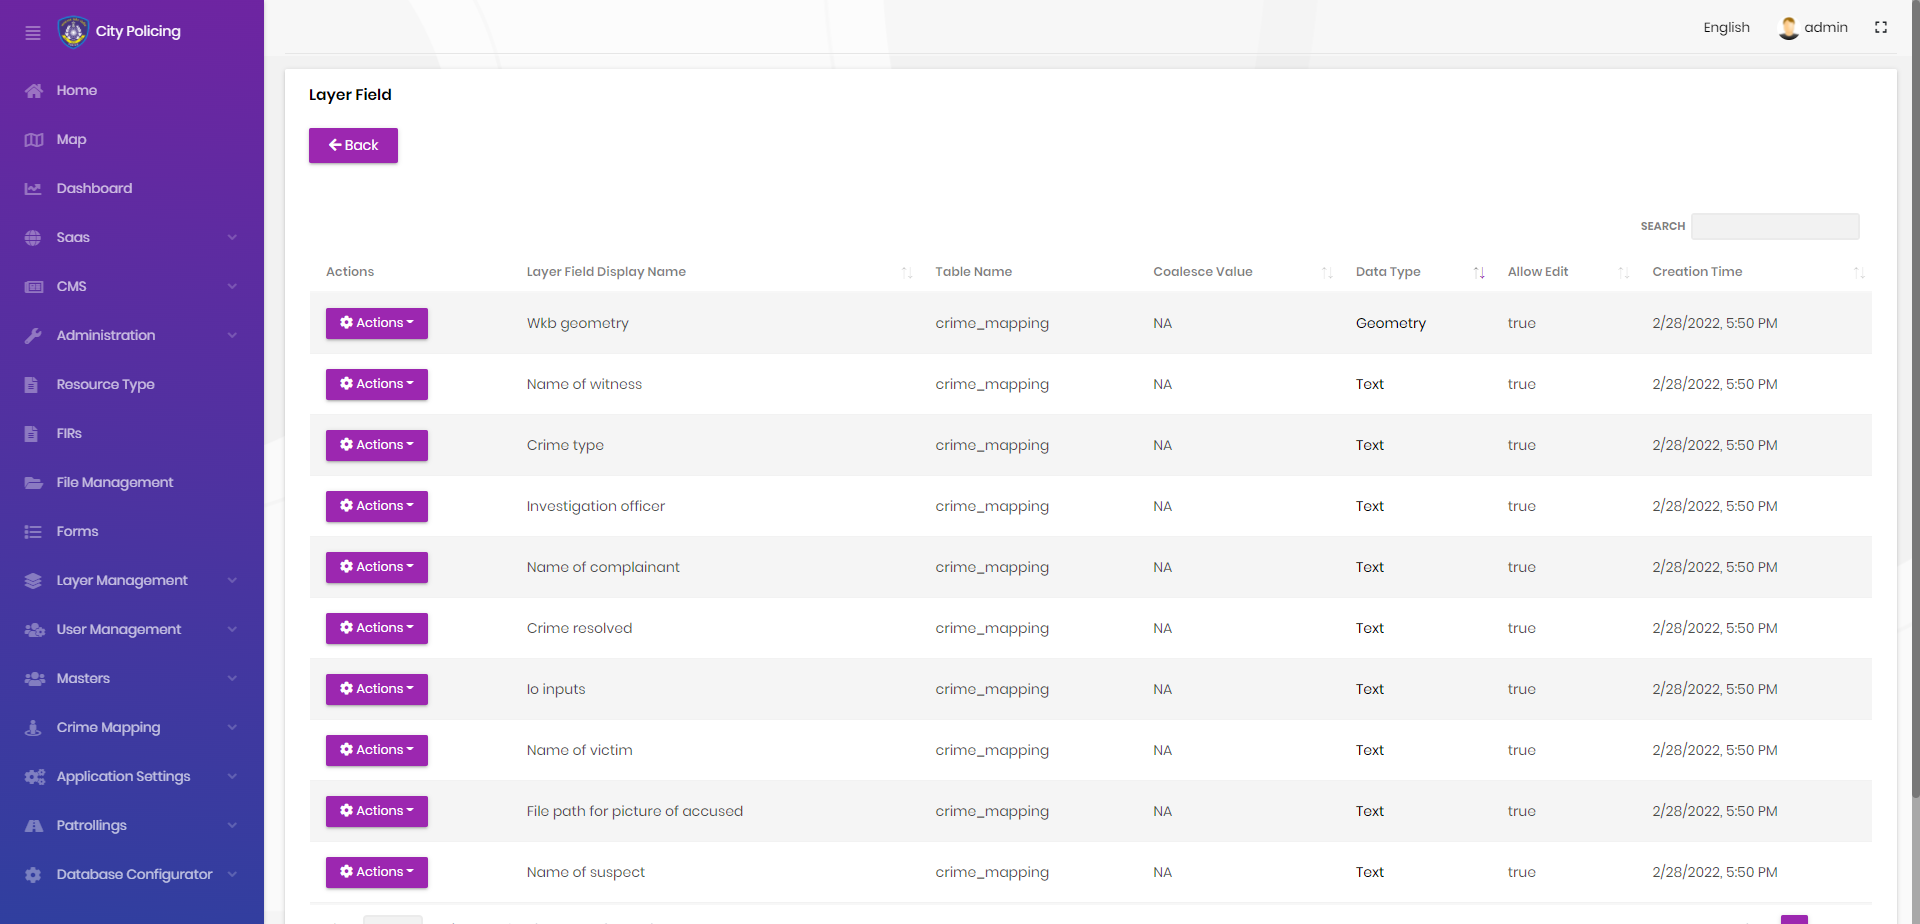 City Policing
Home
Map
Dashboard
Saas
CMS
Administration
Resource Type
FIRs
File Management
Forms
Layer Management
User Management
Masters
Crime Mapping
Application Settings
Patrollings
Database Configurator
English admin
Layer Field
Back
SEARCH
Actions Layer Field Display Name Table Name Coalesce Value Data Type Allow Edit Creation Time
Actions Wkb geometry crime_mapping NA Geometry true 2/28/2022, 5:50 PM
Actions Name of witness crime_mapping NA Text true 2/28/2022, 5:50 PM
Actions Crime type crime_mapping NA Text true 2/28/2022, 5:50 PM
Actions Investigation officer crime_mapping NA Text true 2/28/2022, 5:50 PM
Actions Name of complainant crime_mapping NA Text true 2/28/2022, 5:50 PM
Actions Crime resolved crime_mapping NA Text true 2/28/2022, 5:50 PM
Actions Io inputs crime_mapping NA Text true 2/28/2022, 5:50 PM
Actions Name of victim crime_mapping NA Text true 2/28/2022, 5:50 PM
Actions File path for picture of accused crime_mapping NA Text true 2/28/2022, 5:50 PM
Actions Name of suspect crime_mapping NA Text true 2/28/2022, 5:50 PM